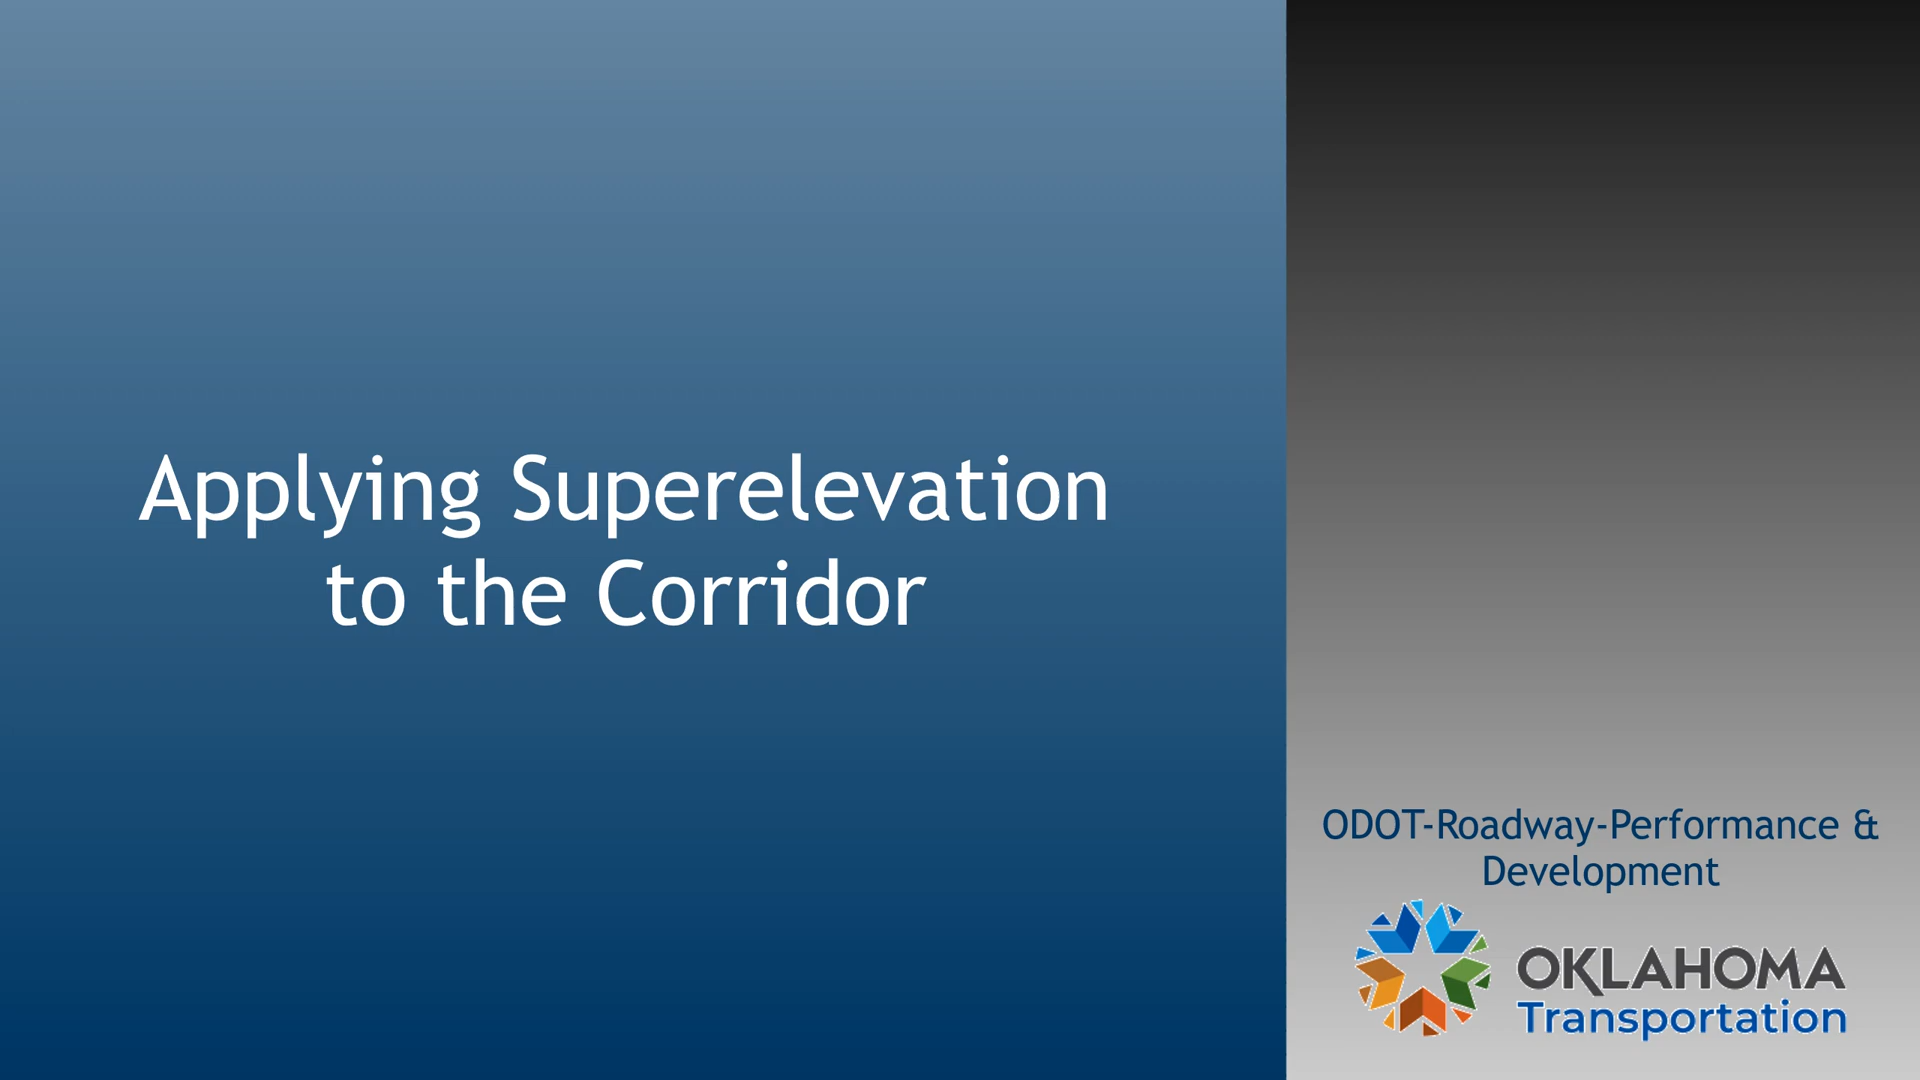 Applying Superelevation
to the Corridor
ODOT-Roadway-Performance &
Development
OKLAHOMA
Transportation